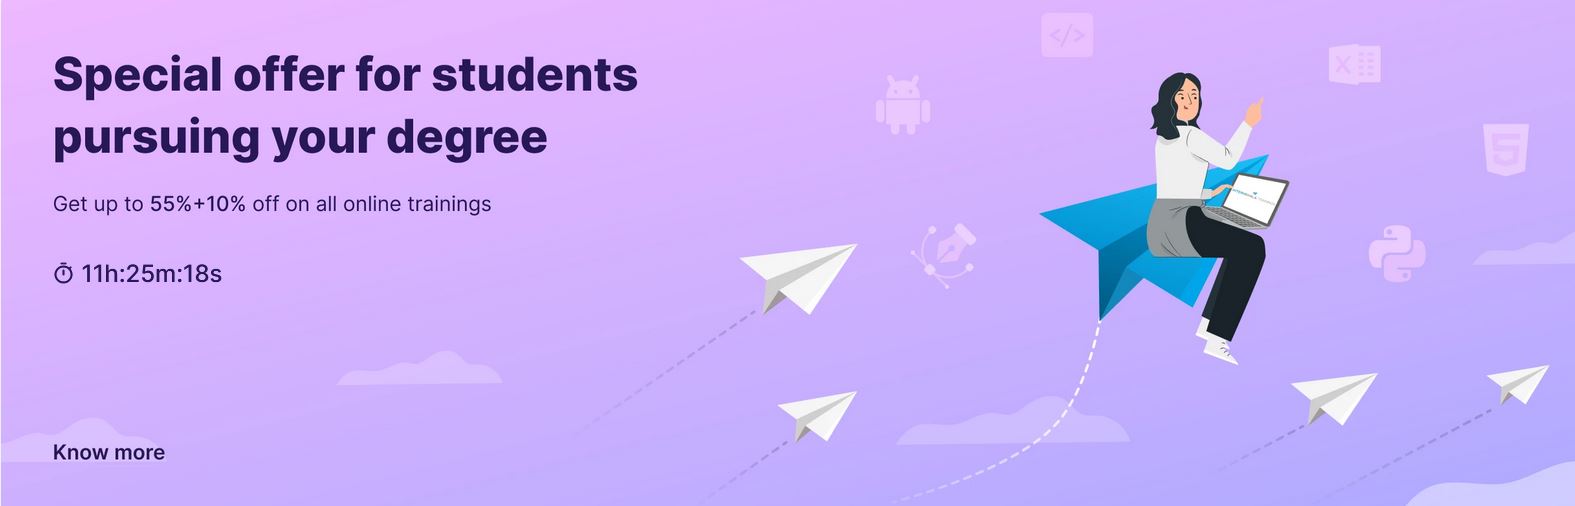 Special offer for students
pursuing your degree
Get up to 55%+10% off on all online trainings
11h:25m:18s
Know more